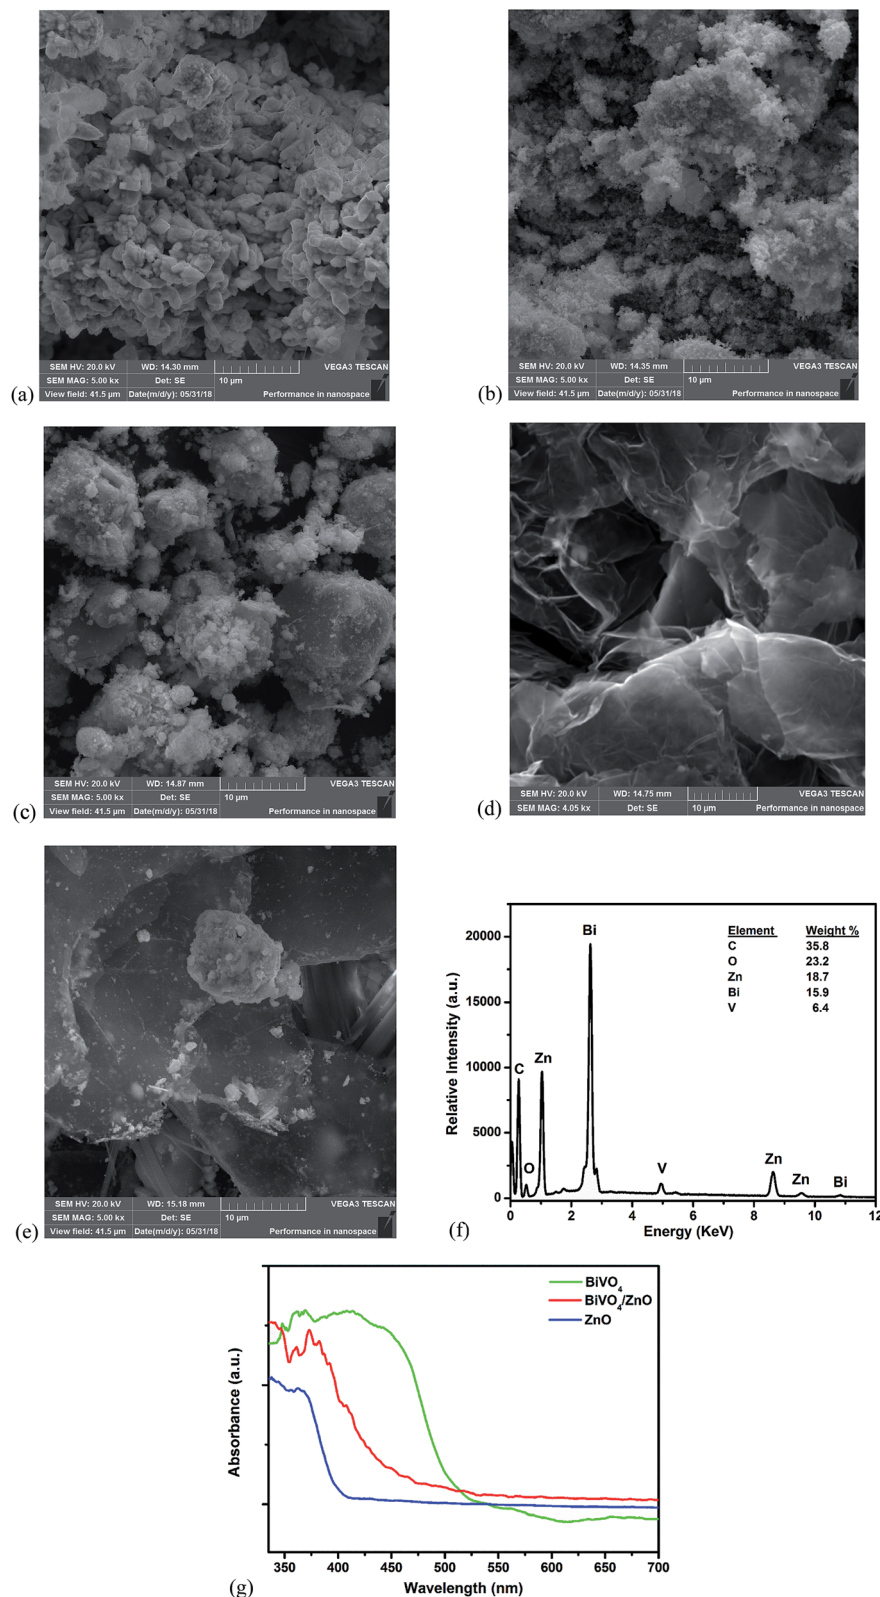 SEM HV: 20.0 kV WD: 14.30 mm VEGA3 TESCAN
SEM MAG: 5.00 kx Det: SE 10 µm
View field: 41.5 µm Date(m/d/y): 05/31/18 Performance in nanospace
(a)
SEM HV: 20.0 kV WD: 14.35 mm VEGA3 TESCAN
SEM MAG: 5.00 kx Det: SE 10 µm
View field: 41.5 µm Date(m/d/y): 05/31/18 Performance in nanospace
(b)
SEM HV: 20.0 kV WD: 14.87 mm VEGA3 TESCAN
SEM MAG: 5.00 kx Det: SE 10 µm
View field: 41.5 µm Date(m/d/y): 05/31/18 Performance in nanospace
(c)
SEM HV: 20.0 kV WD: 14.75 mm VEGA3 TESCAN
SEM MAG: 4.05 kx Det: SE 10 µm
(d)
SEM HV: 20.0 kV WD: 15.18 mm VEGA3 TESCAN
SEM MAG: 5.00 kx Det: SE 10 µm
View field: 41.5 µm Date(m/d/y): 05/31/18 Performance in nanospace
(e)
Relative Intensity (a.u.)
20000
15000
10000
5000
0
C
O
Zn
Bi
V
Zn
Zn
Bi
Element Weight %
C 35.8
O 23.2
Zn 18.7
Bi 15.9
V 6.4
0 2 4 6 8 10 12
Energy (KeV)
(f)
Absorbance (a.u.)
BiVO₄
BiVO₄/ZnO
ZnO
350 400 450 500 550 600 650 700
Wavelength (nm)
(g)